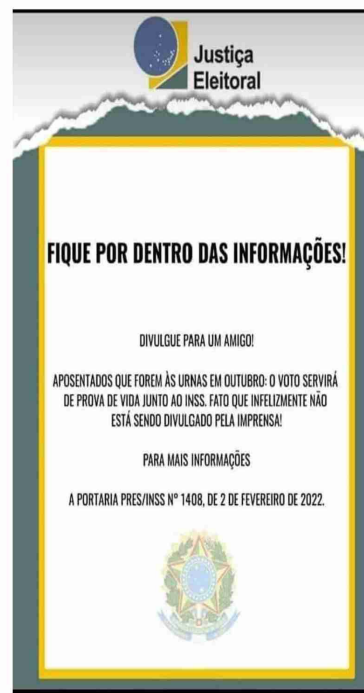 Justiça
Eleitoral
FIQUE POR DENTRO DAS INFORMAÇÕES!
DIVULGUE PARA UM AMIGO!
APOSENTADOS QUE FOREM ÀS URNAS EM OUTUBRO: O VOTO SERVIRÁ
DE PROVA DE VIDA JUNTO AO INSS. FATO QUE INFELIZMENTE NÃO
ESTÁ SENDO DIVULGADO PELA IMPRENSA!
PARA MAIS INFORMAÇÕES
A PORTARIA PRES/INSS Nº 1408, DE 2 DE FEVEREIRO DE 2022.